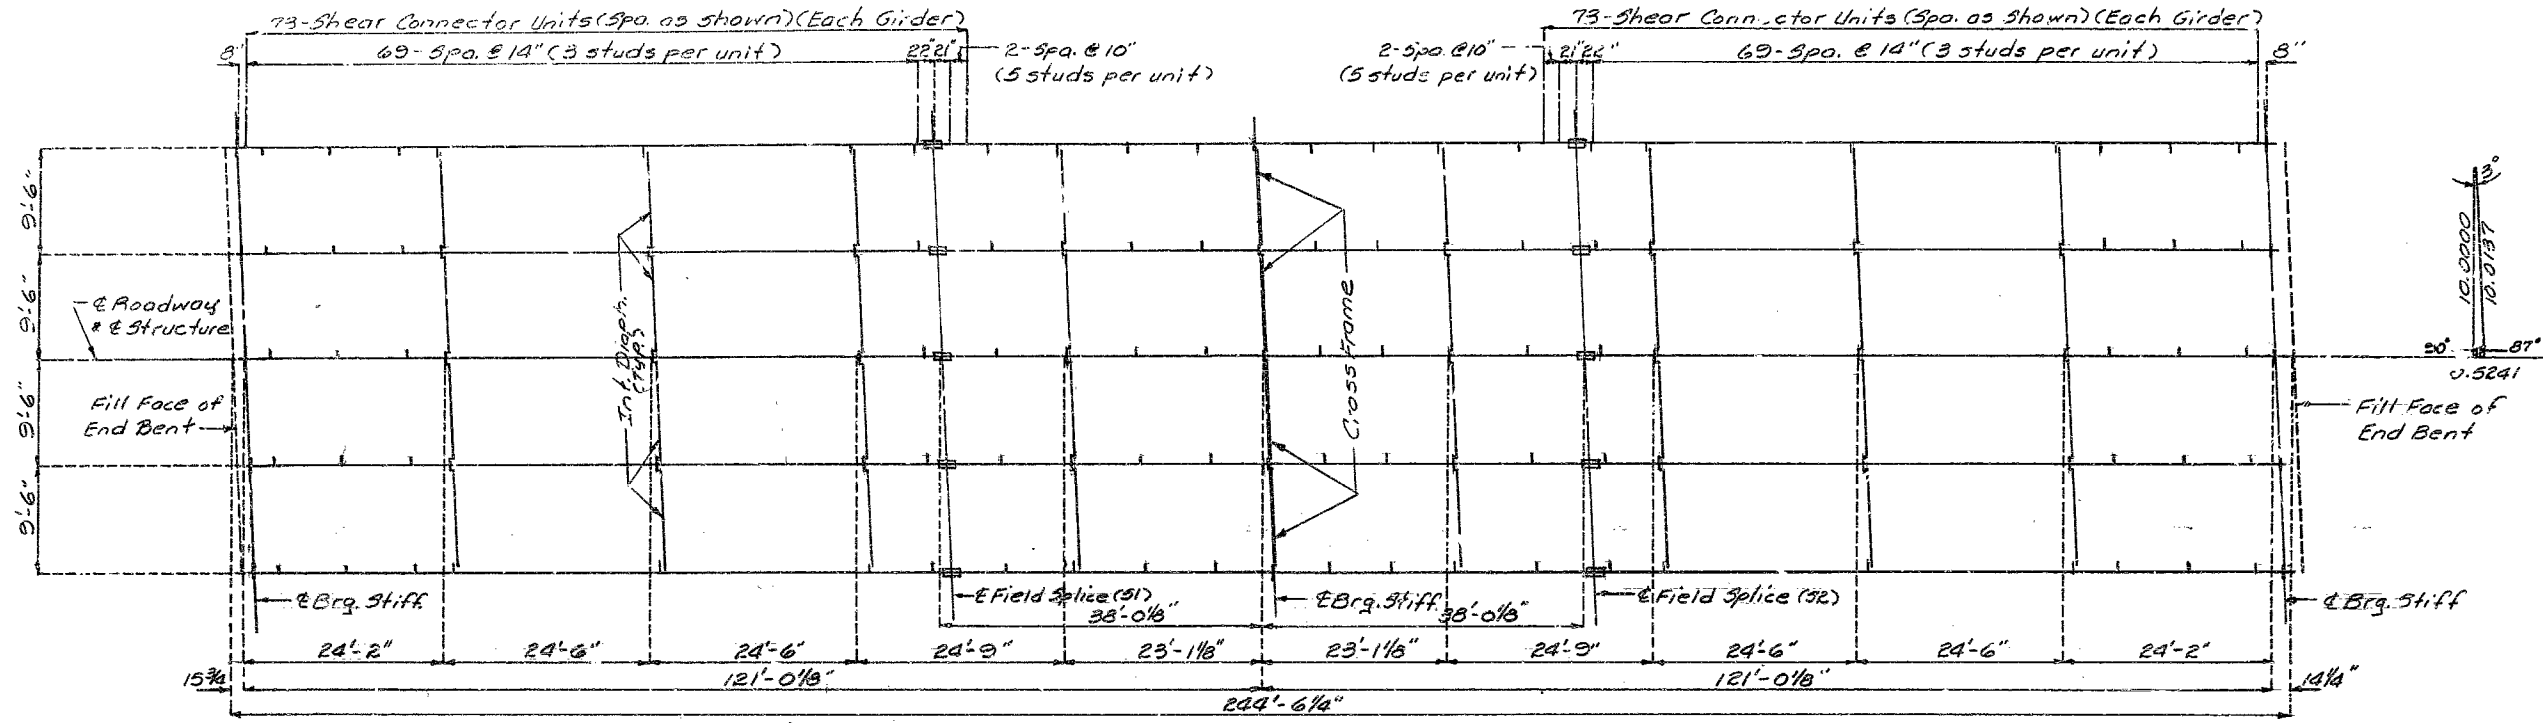 73-Shear Connector Units (Spa. as shown) (Each Girder)
73-Shear Connector Units (Spa. as shown) (Each Girder)
8" 69-Spa. @ 14" (3 studs per unit) 22" 21" 2-Spa. @ 10"
(5 studs per unit)
2-Spa. @ 10" 21" 22" 69-Spa. @ 14" (3 studs per unit) 8"
(5 studs per unit)
9'-6"
9'-6"
9'-6"
9'-6"
℄ Roadway
& ℄ Structure
Fill Face of
End Bent
Int. Diaph.
(Typ.)
Cross Frame
3°
10.0000
10.0137
90° 87°
0.5241
Fill Face of
End Bent
℄ Brg. Stiff.
℄ Field Splice (S1)
℄ Brg. Stiff.
℄ Field Splice (S2)
℄ Brg. Stiff
38'-0⅛" 38'-0⅛"
24'-2" 24'-6" 24'-6" 24'-9" 23'-1⅛" 23'-1⅛" 24'-9" 24'-6" 24'-6" 24'-2"
15¾ 121'-0⅛" 121'-0⅛" 14¼"
244'-6¼"